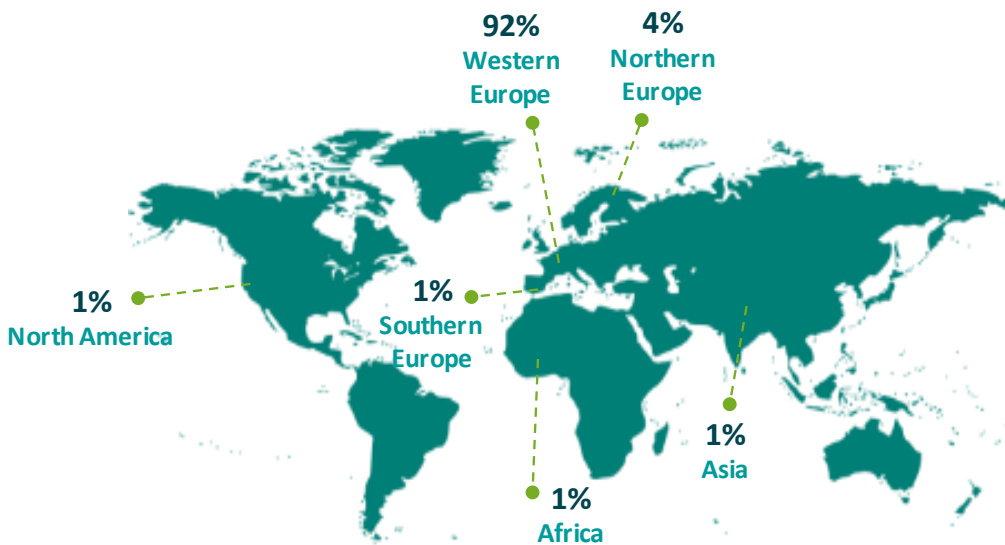 92%
Western
Europe
4%
Northern
Europe
1%
North America
1%
Southern
Europe
1%
Asia
1%
Africa